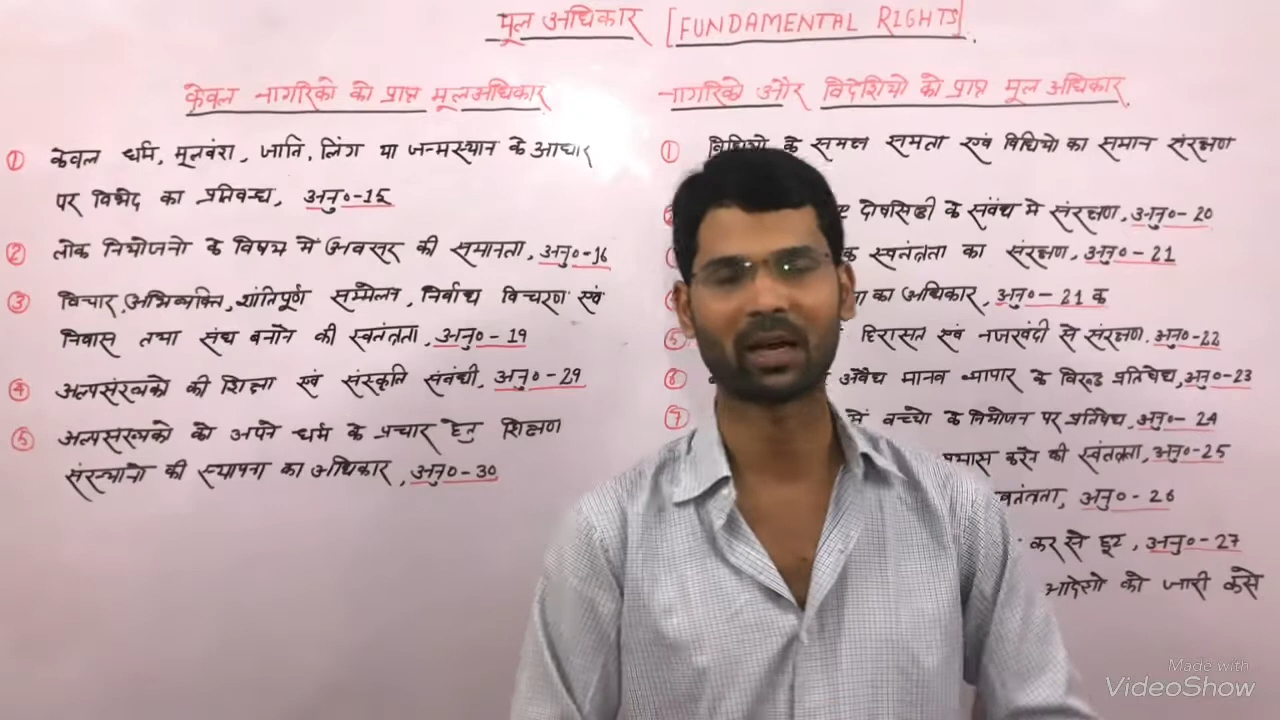 मूल अधिकार [FUNDAMENTAL RIGHTS]
केवल नागरिको को प्राप्त मूलअधिकार
① केवल धर्म, मूलवंश, जाति, लिंग या जन्मस्थान के आधार
पर विभेद का प्रतिबन्ध, अनु०-15
② लोक नियोजनो के विषय में अवसर की समानता, अनु०-16
③ विचार, अभिव्यक्ति, शांतिपूर्ण सम्मेलन, निर्बाध विचरण एवं
निवास तथा संघ बनाने की स्वतंत्रता, अनु०-19
④ अल्पसंख्यको की शिक्षा एवं संस्कृति संबंधी, अनु०-29
⑤ अल्पसंख्यको को अपने धर्म के प्रचार हेतु शिक्षण
संस्थानो की स्थापना का अधिकार, अनु०-30
नागरिको और विदेशियो को प्राप्त मूल अधिकार
① विधियो के समक्ष समता एवं विधियो का समान संरक्षण
दोषसिद्दी के संबंध मे संरक्षण, अनु०-20
स्वतंत्रता का संरक्षण, अनु०-21
का अधिकार, अनु०-21 क
⑤ हिरासत एवं नजरबंदी से संरक्षण, अनु०-22
⑥ अवैध मानव व्यापार के विरूद्ध प्रतिषेध, अनु०-23
⑦ में बच्चो के नियोजन पर प्रतिषेध, अनु०-24
करने की स्वंतत्रता, अनु०-25
अनु०-26
कर से छूट, अनु०-27
आदेशो को जारी करने
Made with
VideoShow